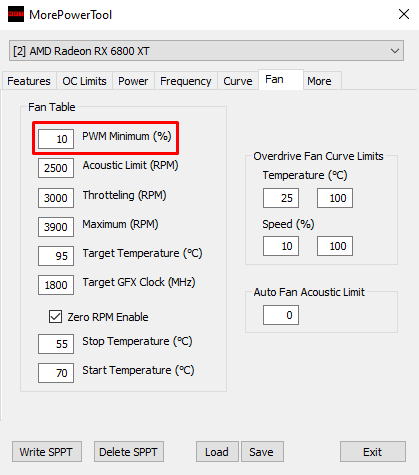 MorePowerTool
[2] AMD Radeon RX 6800 XT
Features OC Limits Power Frequency Curve Fan More
Fan Table
10 PWM Minimum (%)
2500 Acoustic Limit (RPM)
3000 Throtteling (RPM)
3900 Maximum (RPM)
95 Target Temperature (°C)
1800 Target GFX Clock (MHz)
Zero RPM Enable
55 Stop Temperature (°C)
70 Start Temperature (°C)
Overdrive Fan Curve Limits
Temperature (°C)
25 100
Speed (%)
10 100
Auto Fan Acoustic Limit
0
Write SPPT Delete SPPT Load Save Exit